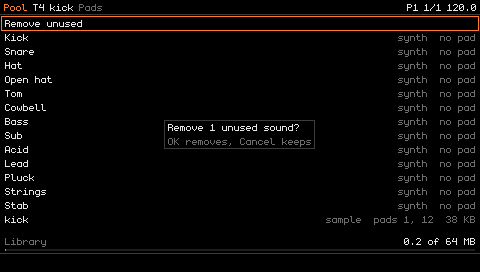 Pool T4 kick Pads P1 1/1 120.0
Remove unused
Kick synth no pad
Snare synth no pad
Hat synth no pad
Open hat synth no pad
Tom synth no pad
Cowbell synth no pad
Bass synth no pad
Remove 1 unused sound?
Sub synth no pad
OK removes, Cancel keeps
Acid synth no pad
Lead synth no pad
Pluck synth no pad
Strings synth no pad
Stab synth no pad
kick sample pads 1, 12 38 KB
Library 0.2 of 64 MB